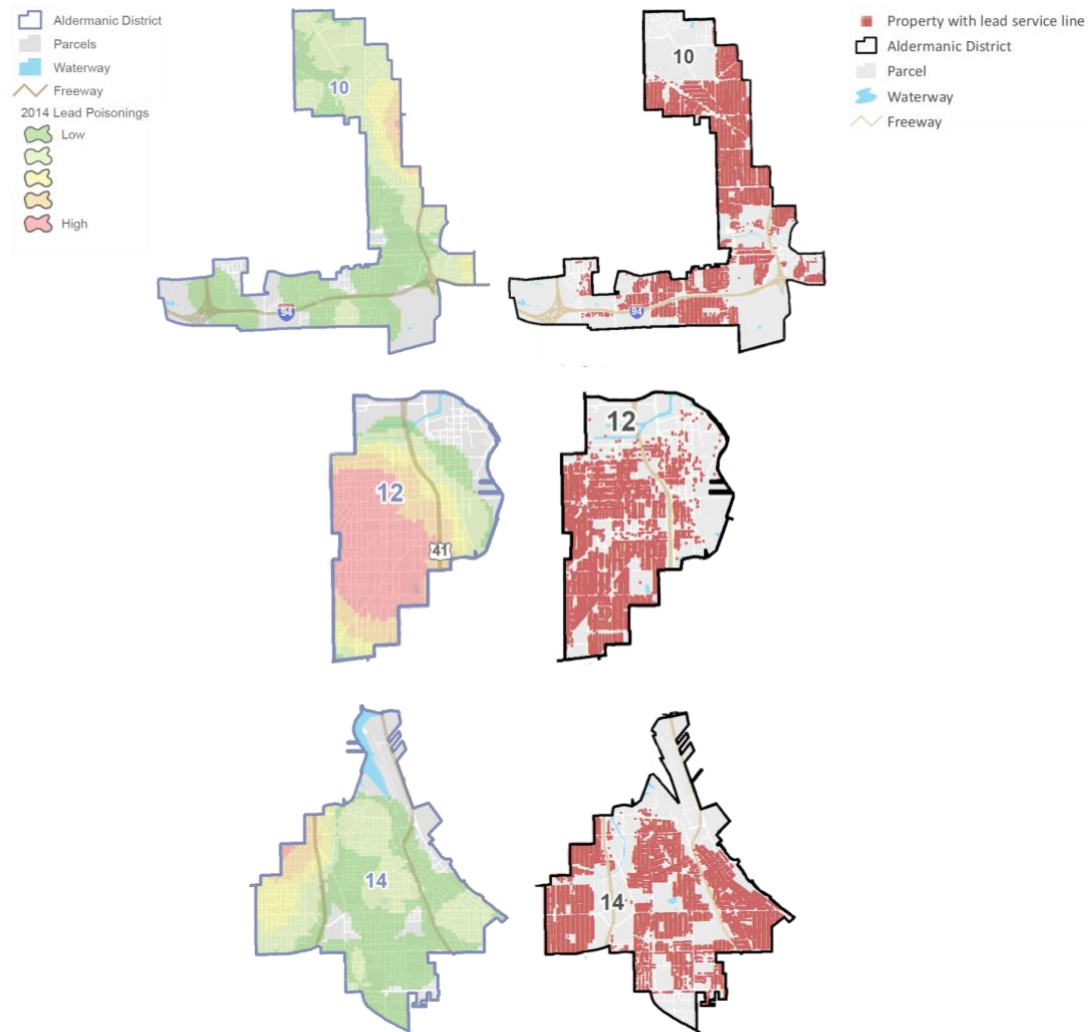 Aldermanic District
Parcels
Waterway
Freeway
2014 Lead Poisonings
Low
High
10
94
Property with lead service line
Aldermanic District
Parcel
Waterway
Freeway
10
94
12
41
12
14
14